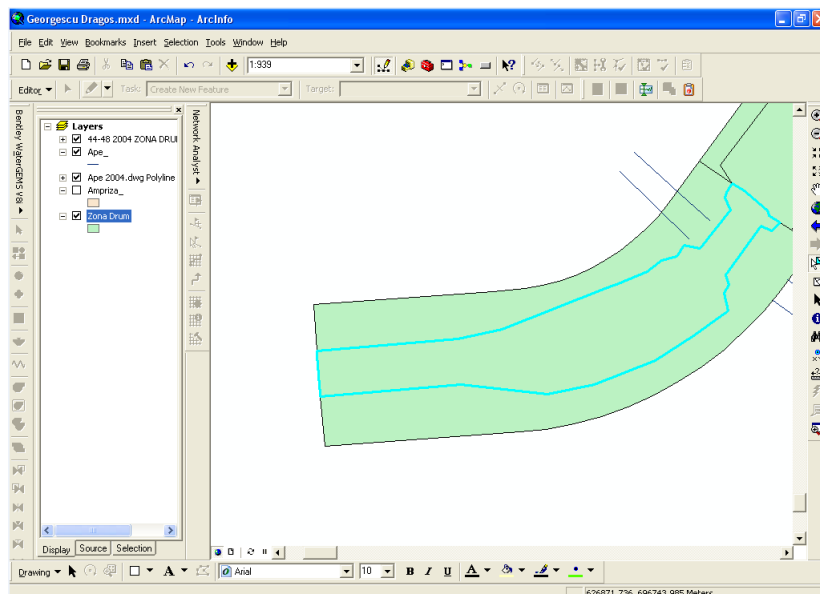 Georgescu Dragos.mxd - ArcMap - ArcInfo
File Edit View Bookmarks Insert Selection Tools Window Help
1:939
Editor Task: Create New Feature Target:
Bentley WaterGEMS V8i
Layers
44-48 2004 ZONA DRU
Ape_
Ape 2004.dwg Polyline
Ampriza_
Zona Drum
Network Analyst
Display Source Selection
Drawing A Arial 10 B I U A
626871.736 696743.985 Meters